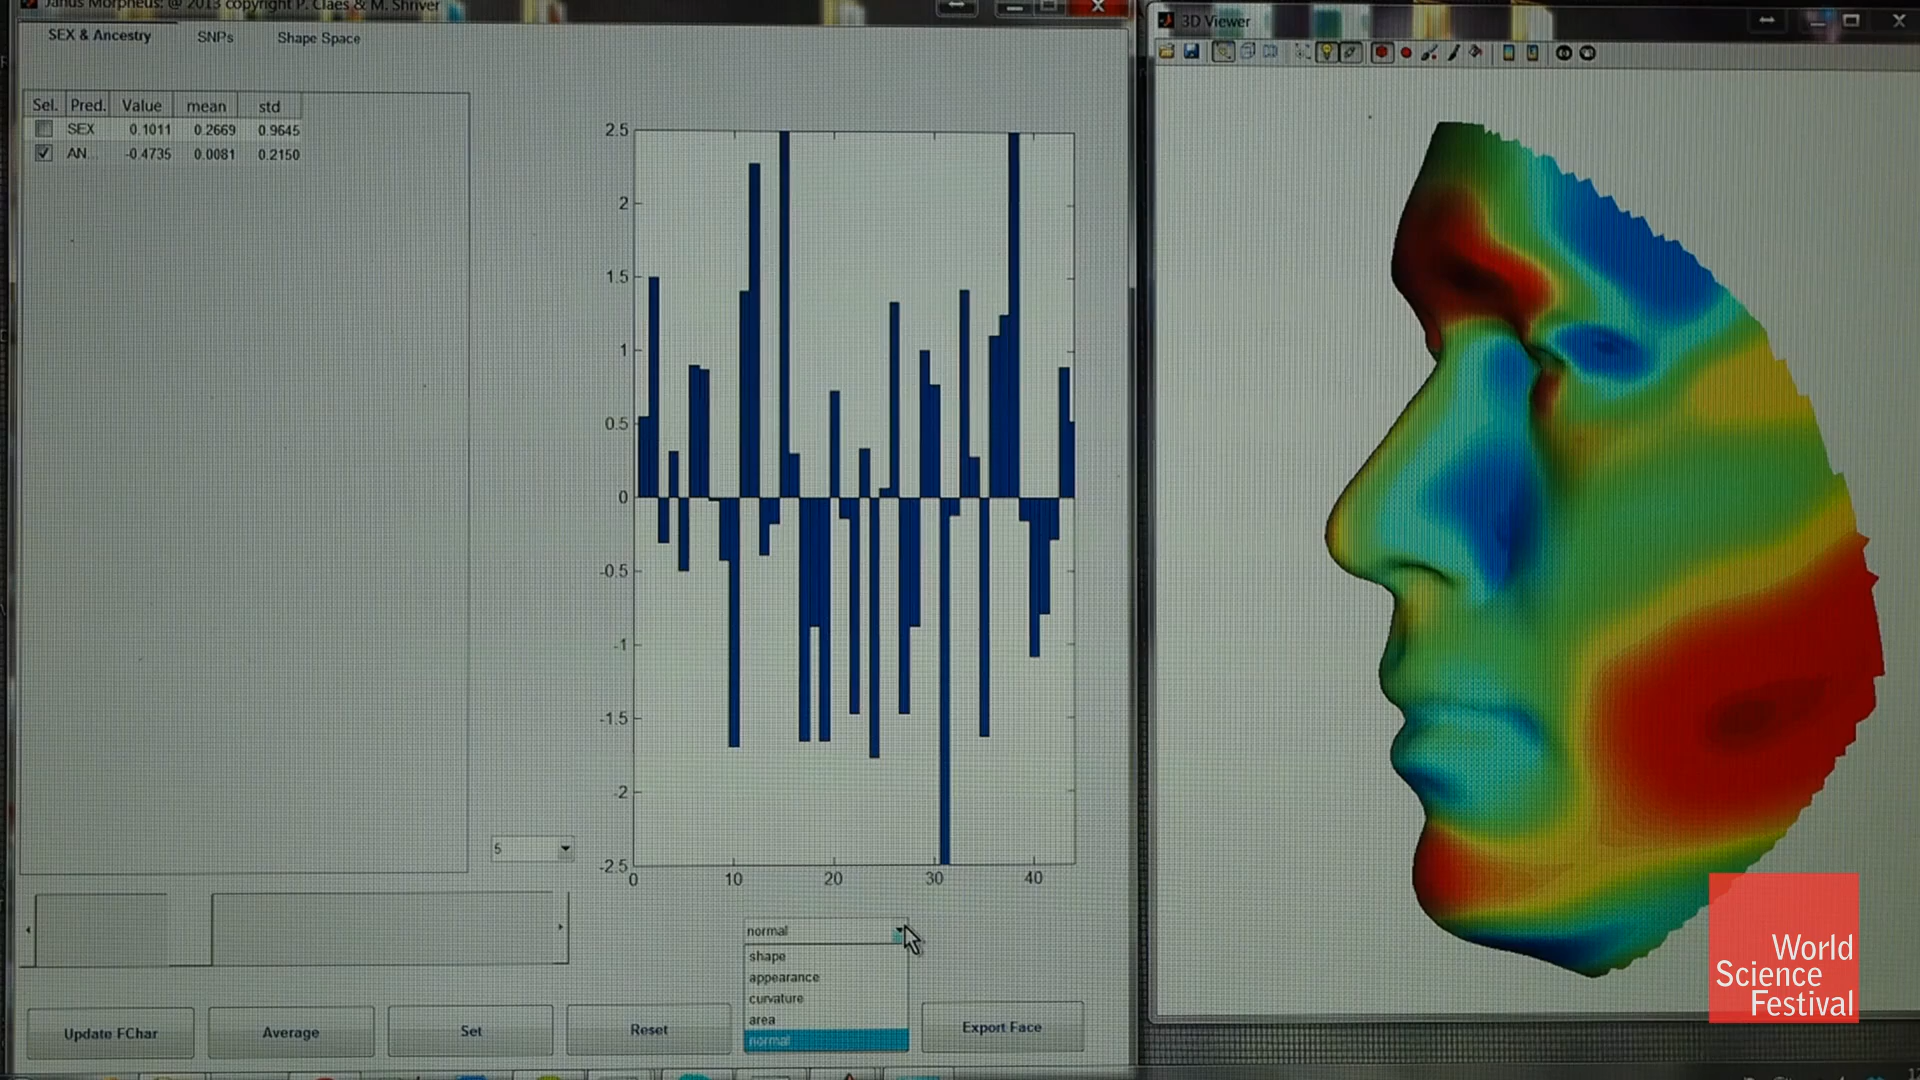 Janus Morpheus: @ 2013 copyright P. Claes & M. Shriver
3D Viewer
SEX & Ancestry
SNPs
Shape Space
Sel. Pred. Value mean std
SEX 0.1011 0.2669 0.9645
AN... -0.4735 0.0081 0.2150
2.5
2
1.5
1
0.5
0
-0.5
-1
-1.5
-2
-2.5
0 10 20 30 40
5
normal
shape
appearance
curvature
area
normal
Update FChar
Average
Set
Reset
Export Face
World
Science
Festival